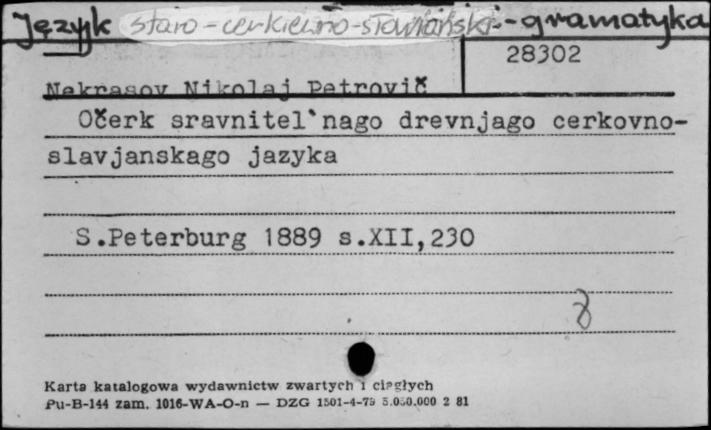 Język staro-cerkiewno-słowiański-gramatyka
28302
Nekrasov Nikolaj Petrovič
Očerk sravnitel`nago drevnjago cerkovno-
slavjanskago jazyka
S.Peterburg 1889 s.XII,230
8
Karta katalogowa wydawnictw zwartych i ciągłych
Pu-B-144 zam. 1016-WA-O-n — DZG 1501-4-79 5.000.000 2 81